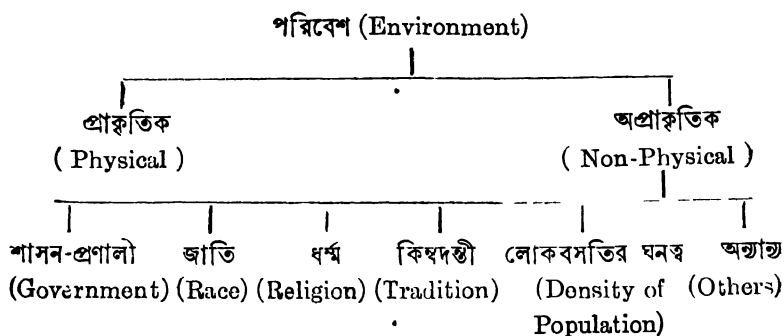 পরিবেশ (Environment)
প্রাকৃতিক অপ্রাকৃতিক
( Physical ) ( Non-Physical )
শাসন-প্রণালী জাতি ধর্ম্ম কিম্বদন্তী লোকবসতির ঘনত্ব অন্যান্য
(Government) (Race) (Religion) (Tradition) (Density of (Others)
Population)